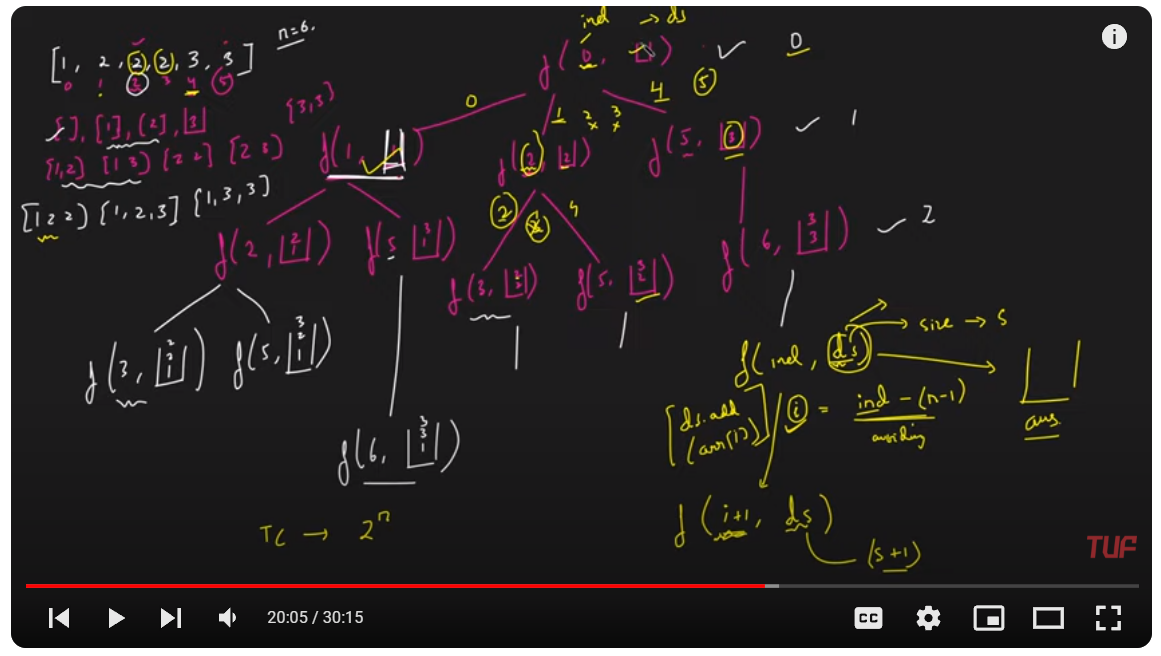 [1, 2, 2, 2, 3, 3] n=6.
0 1 2 3 4 5
[ ], [1], [2], [3]
[1,2] [1 3] [2 2] [2 3] [3,3]
[1 2 2] [1, 2, 3] [1, 3, 3]
ind → ds
f(0, [ ]) 0
0 1 2 3 4 5
f(1, [1]) f(2, [2]) f(5, [3]) 1
2 4
f(2, [2 1]) f(5 [3 1]) f(3, [2 2]) f(5, [3 2]) f(6, [3 3]) 2
f(3, [2 2 1]) f(5, [3 2 1])
f(6, [3 3 1])
TC → 2^n
size → s
f(ind, ds)
[ds.add (arr[i])] i = ind - (n-1)
avoiding
ans
f(i+1, ds)
(s+1)
TUF
20:05 / 30:15
CC